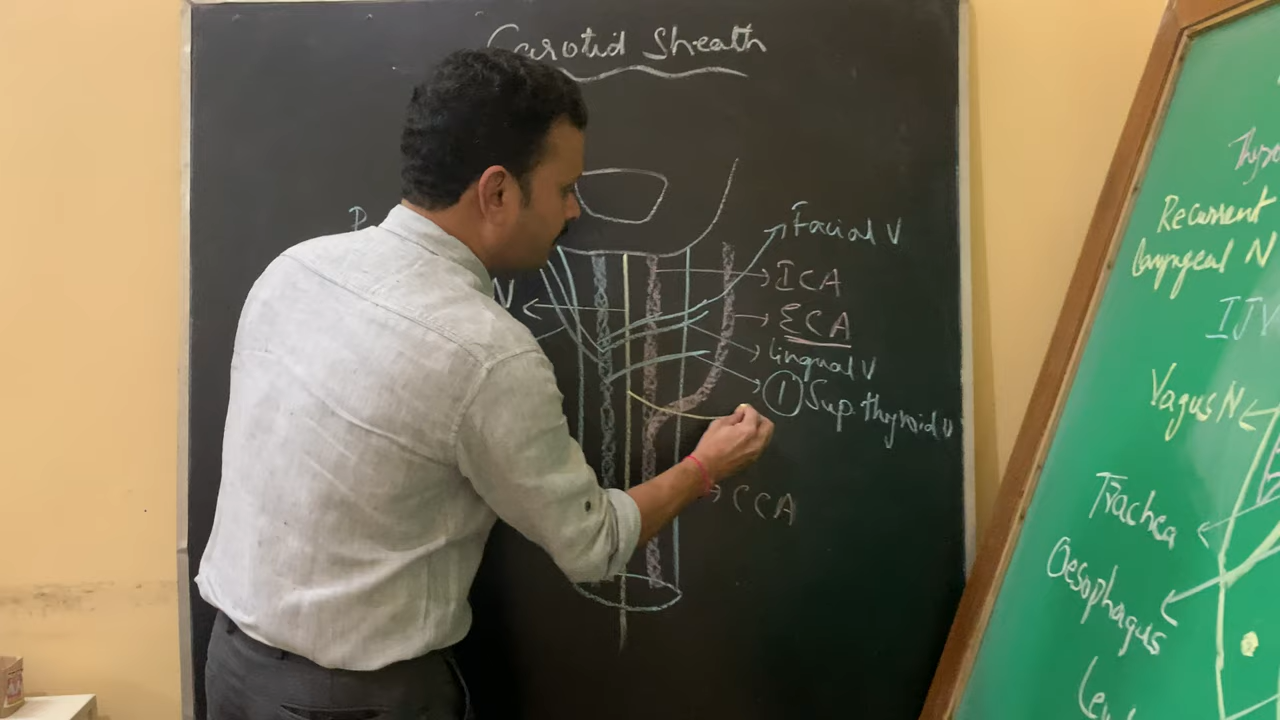 Carotid Sheath
P
N
Facial V
ICA
ECA
Lingual V
① Sup. thyroid V
CCA
Recurrent
Laryngeal N
IJV
Vagus N
Trachea
Oesophagus